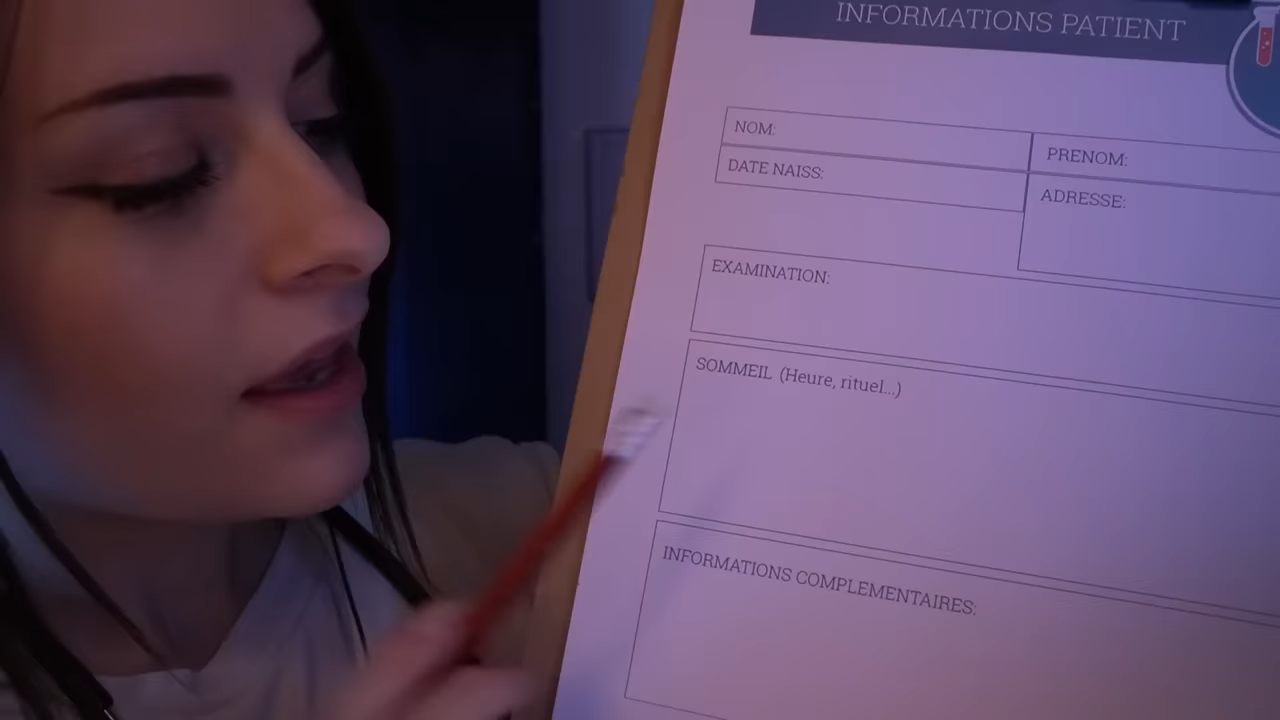 INFORMATIONS PATIENT
NOM:
PRENOM:
DATE NAISS:
ADRESSE:
EXAMINATION:
SOMMEIL (Heure, rituel...)
INFORMATIONS COMPLEMENTAIRES: